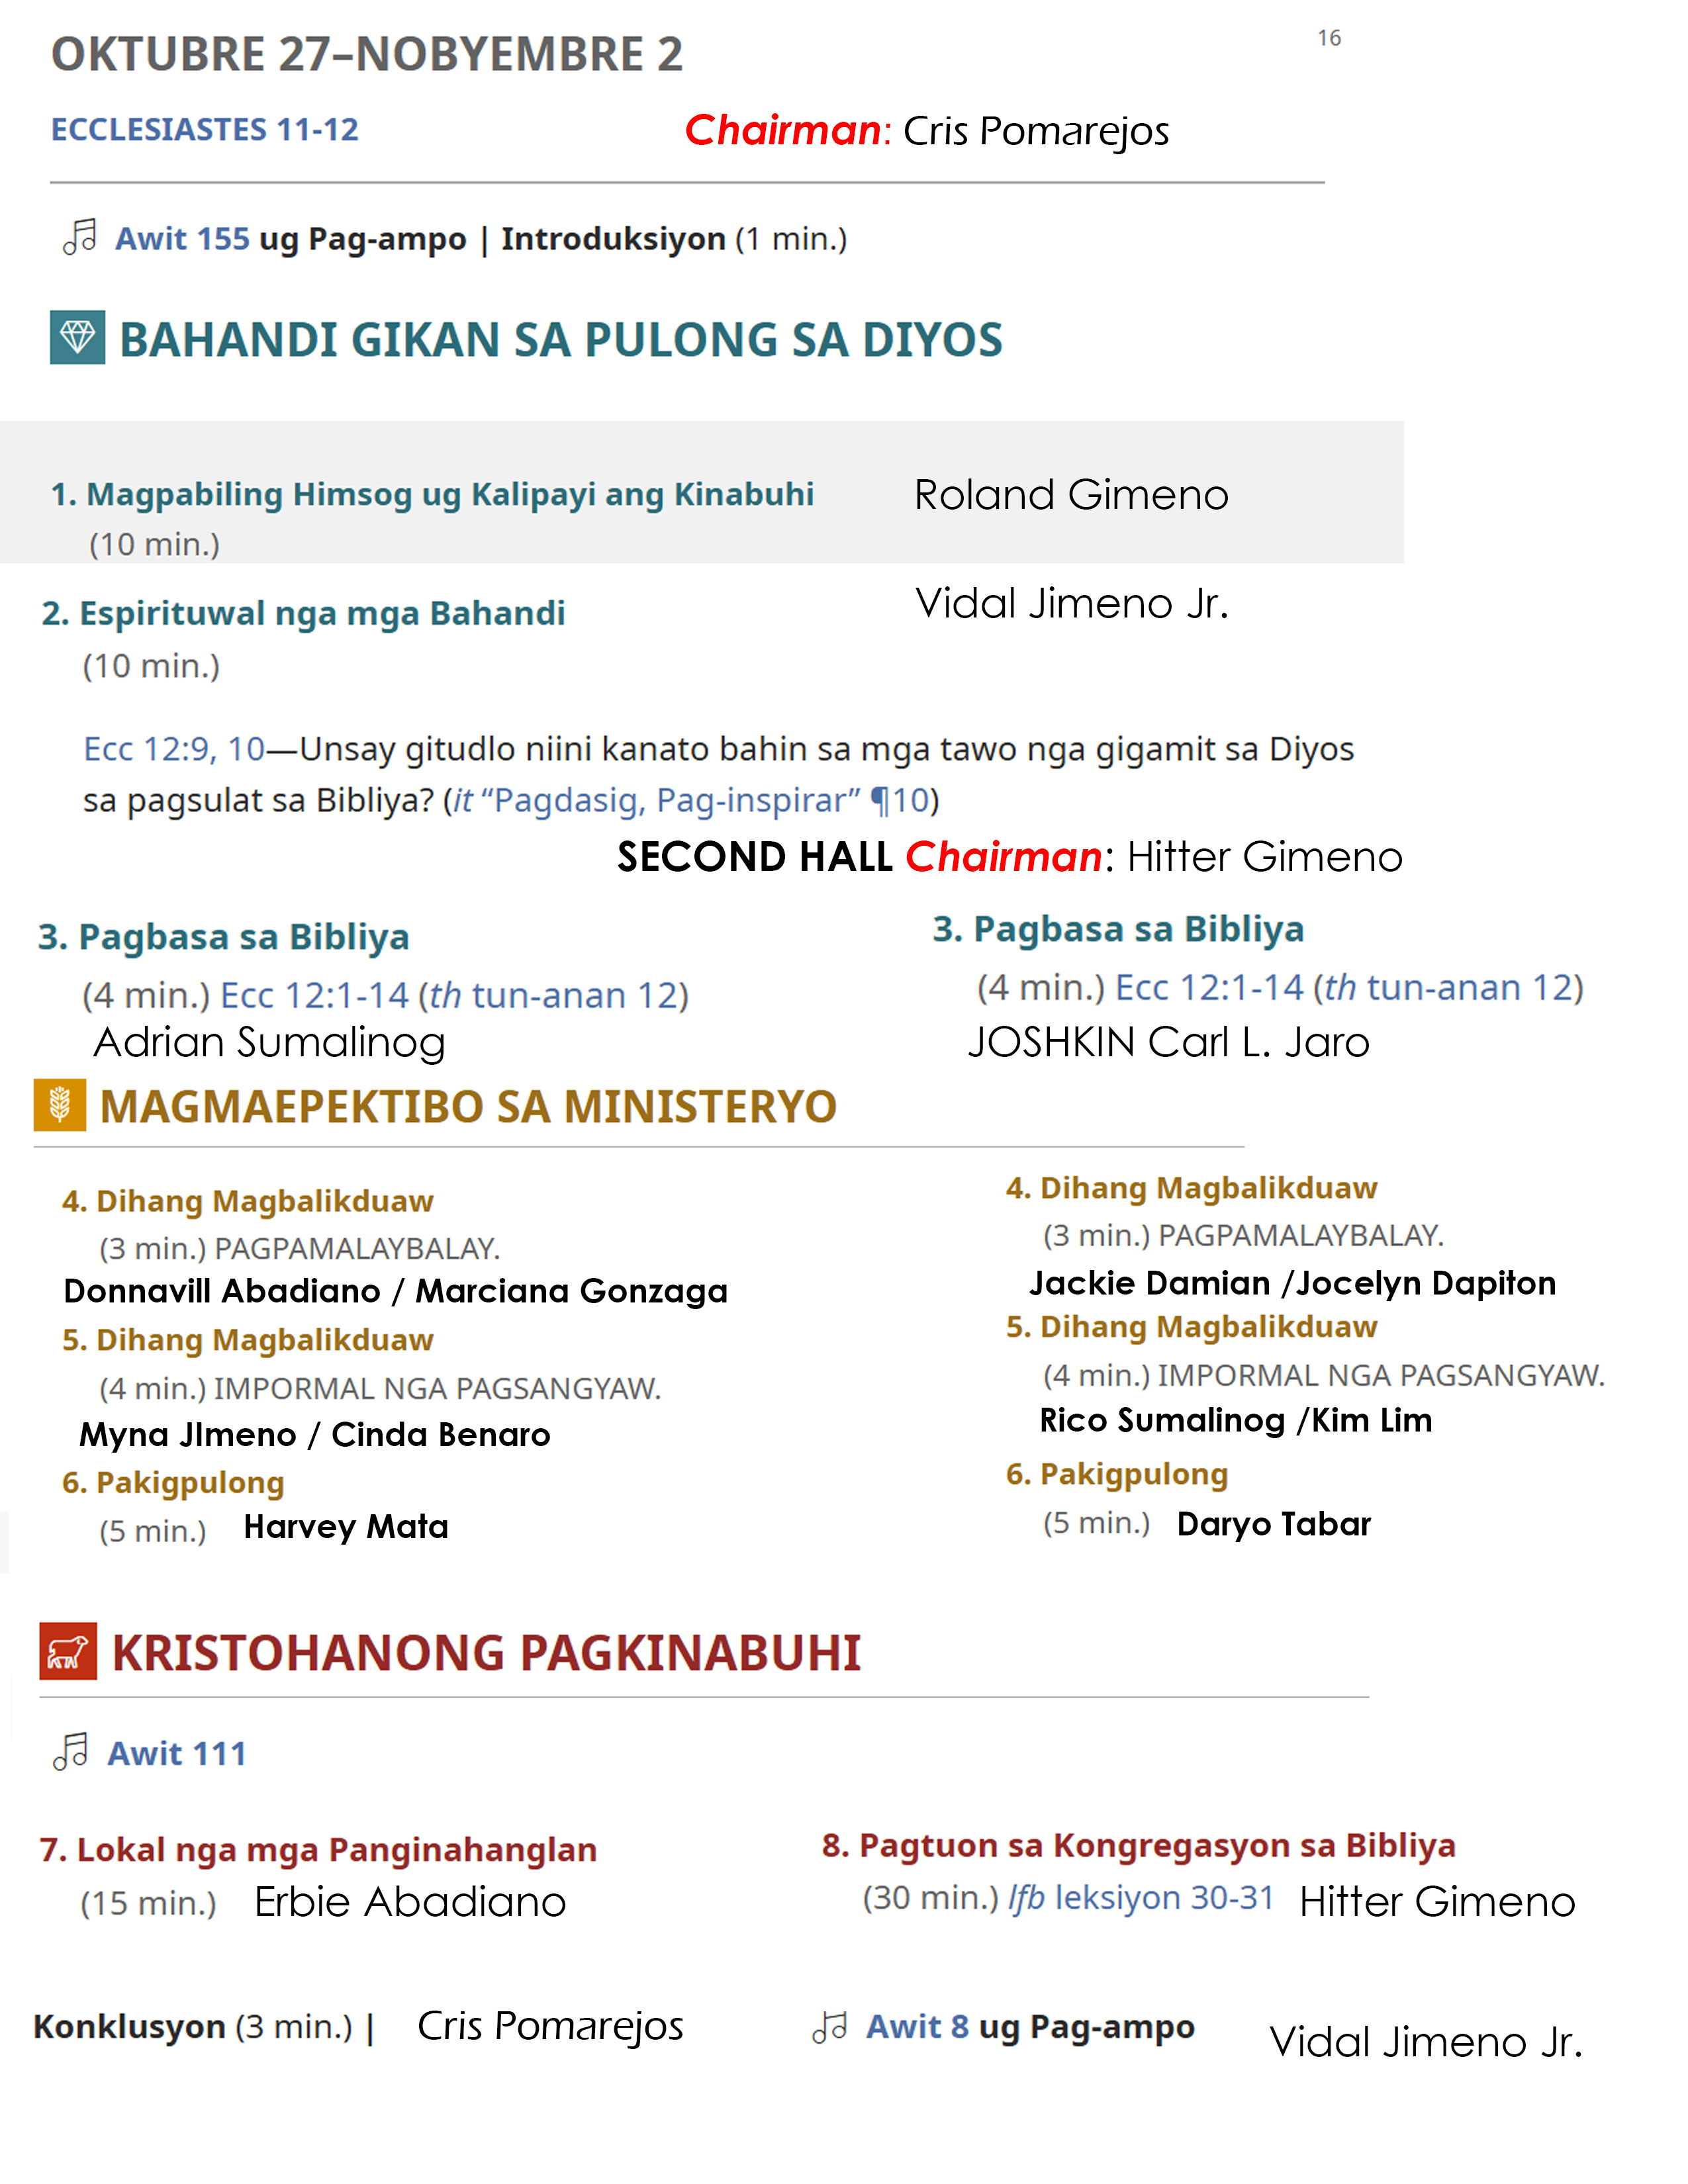 OKTUBRE 27–NOBYEMBRE 2
16
ECCLESIASTES 11-12
Chairman: Cris Pomarejos
Awit 155 ug Pag-ampo | Introduksiyon (1 min.)
BAHANDI GIKAN SA PULONG SA DIYOS
1. Magpabiling Himsog ug Kalipayi ang Kinabuhi
Roland Gimeno
(10 min.)
2. Espirituwal nga mga Bahandi
Vidal Jimeno Jr.
(10 min.)
Ecc 12:9, 10—Unsay gitudlo niini kanato bahin sa mga tawo nga gigamit sa Diyos
sa pagsulat sa Bibliya? (it “Pagdasig, Pag-inspirar” ¶10)
SECOND HALL Chairman: Hitter Gimeno
3. Pagbasa sa Bibliya
(4 min.) Ecc 12:1-14 (th tun-anan 12)
Adrian Sumalinog
3. Pagbasa sa Bibliya
(4 min.) Ecc 12:1-14 (th tun-anan 12)
JOSHKIN Carl L. Jaro
MAGMAEPEKTIBO SA MINISTERYO
4. Dihang Magbalikduaw
(3 min.) PAGPAMALAYBALAY.
Donnavill Abadiano / Marciana Gonzaga
5. Dihang Magbalikduaw
(4 min.) IMPORMAL NGA PAGSANGYAW.
Myna JImeno / Cinda Benaro
6. Pakigpulong
(5 min.) Harvey Mata
4. Dihang Magbalikduaw
(3 min.) PAGPAMALAYBALAY.
Jackie Damian /Jocelyn Dapiton
5. Dihang Magbalikduaw
(4 min.) IMPORMAL NGA PAGSANGYAW.
Rico Sumalinog /Kim Lim
6. Pakigpulong
(5 min.) Daryo Tabar
KRISTOHANONG PAGKINABUHI
Awit 111
7. Lokal nga mga Panginahanglan
(15 min.) Erbie Abadiano
8. Pagtuon sa Kongregasyon sa Bibliya
(30 min.) lfb leksiyon 30-31 Hitter Gimeno
Konklusyon (3 min.) | Cris Pomarejos
Awit 8 ug Pag-ampo Vidal Jimeno Jr.